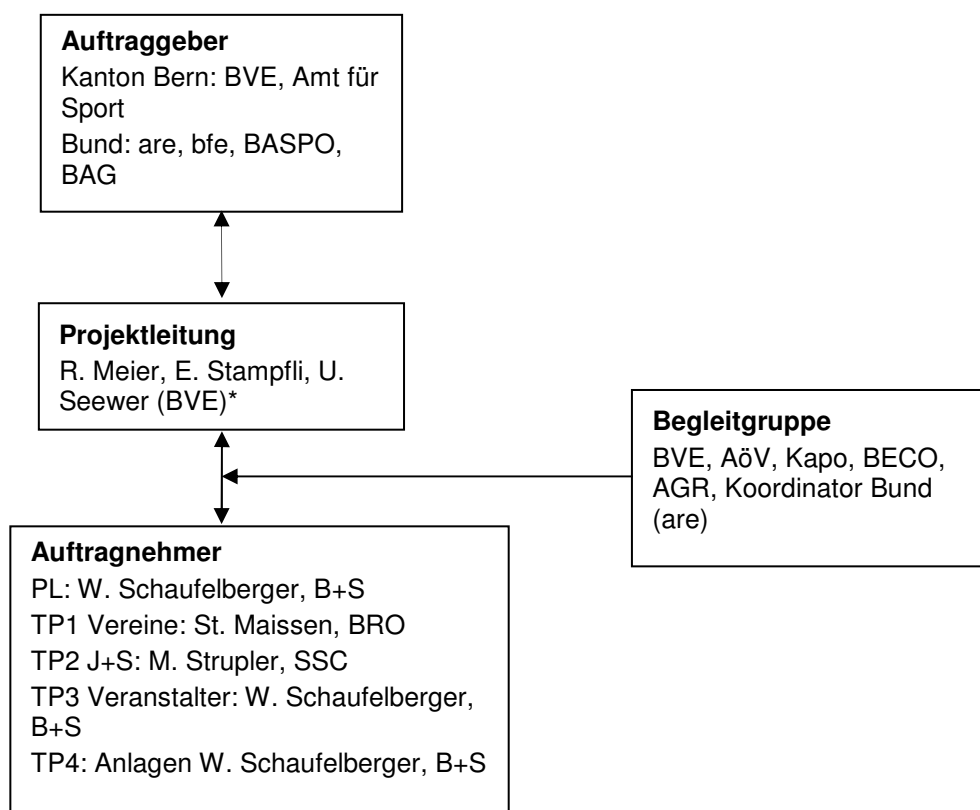 Auftraggeber
Kanton Bern: BVE, Amt für
Sport
Bund: are, bfe, BASPO,
BAG
Projektleitung
R. Meier, E. Stampfli, U.
Seewer (BVE)*
Begleitgruppe
BVE, AöV, Kapo, BECO,
AGR, Koordinator Bund
(are)
Auftragnehmer
PL: W. Schaufelberger, B+S
TP1 Vereine: St. Maissen, BRO
TP2 J+S: M. Strupler, SSC
TP3 Veranstalter: W. Schaufelberger,
B+S
TP4: Anlagen W. Schaufelberger, B+S